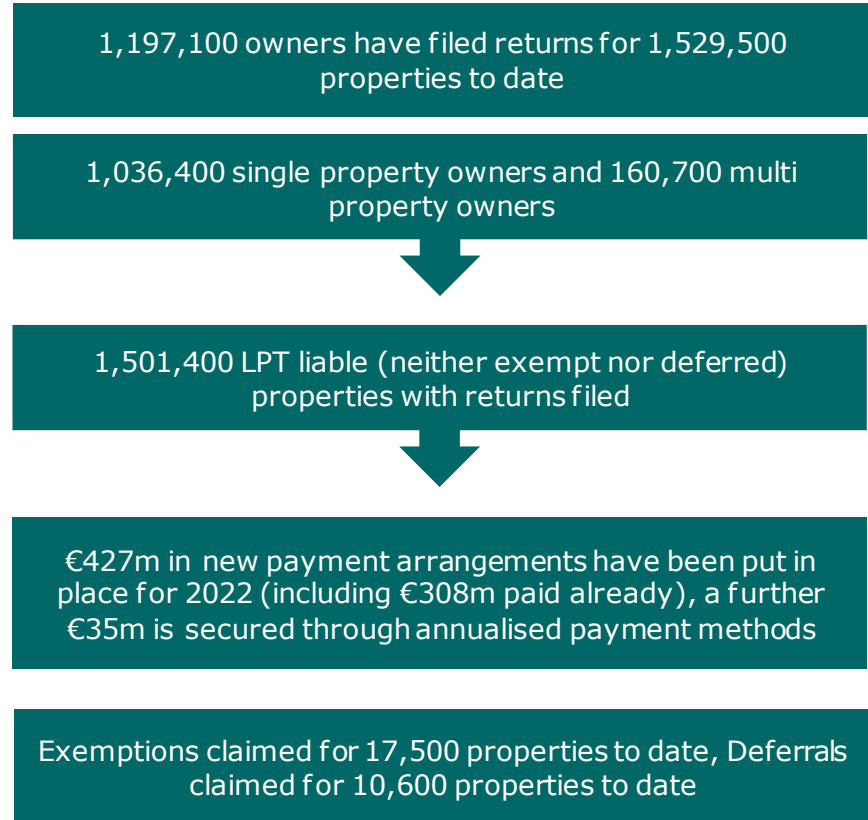 1,197,100 owners have filed returns for 1,529,500
properties to date
1,036,400 single property owners and 160,700 multi
property owners
1,501,400 LPT liable (neither exempt nor deferred)
properties with returns filed
€427m in new payment arrangements have been put in
place for 2022 (including €308m paid already), a further
€35m is secured through annualised payment methods
Exemptions claimed for 17,500 properties to date, Deferrals
claimed for 10,600 properties to date